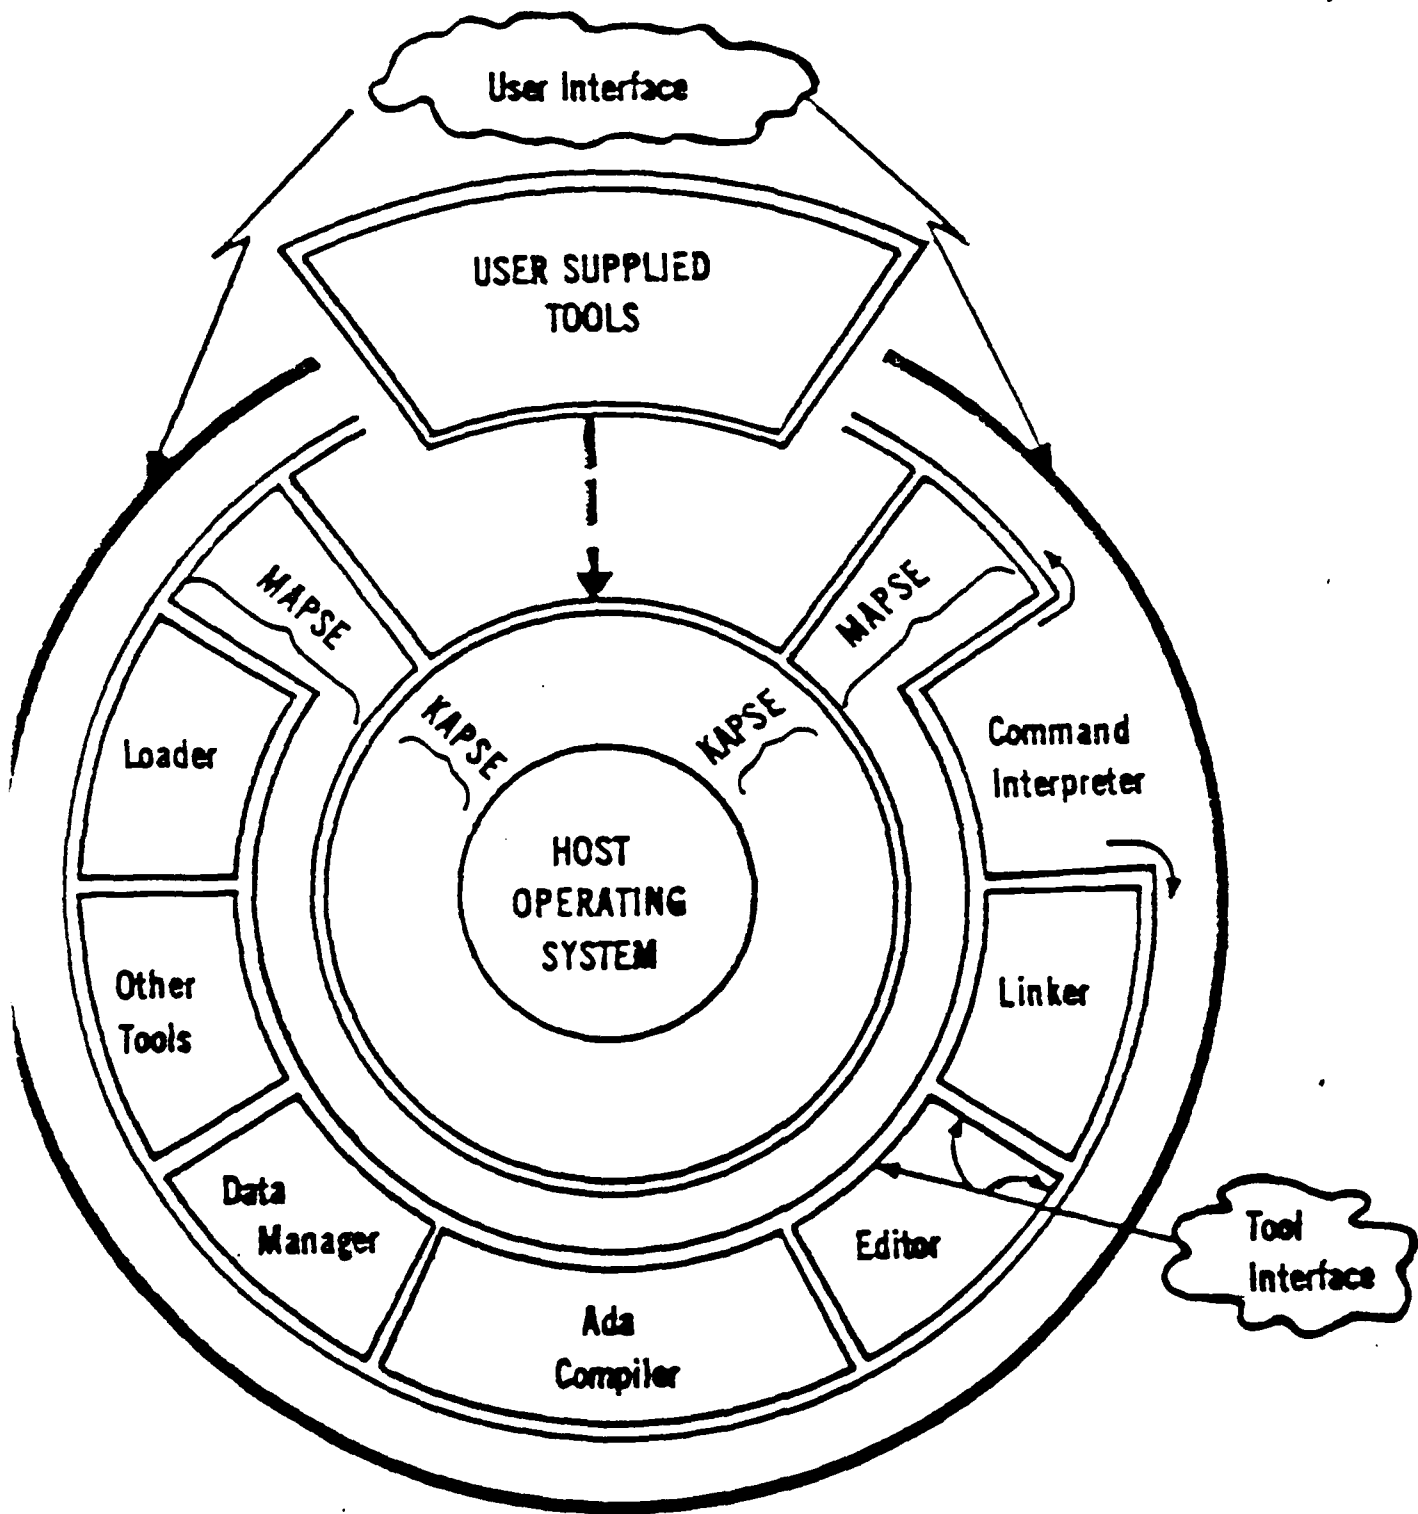 User Interface
USER SUPPLIED
TOOLS
MAPSE
MAPSE
KAPSE
KAPSE
Loader
Command
Interpreter
HOST
OPERATING
SYSTEM
Other
Tools
Linker
Data
Manager
Editor
Tool
Interface
Ada
Compiler